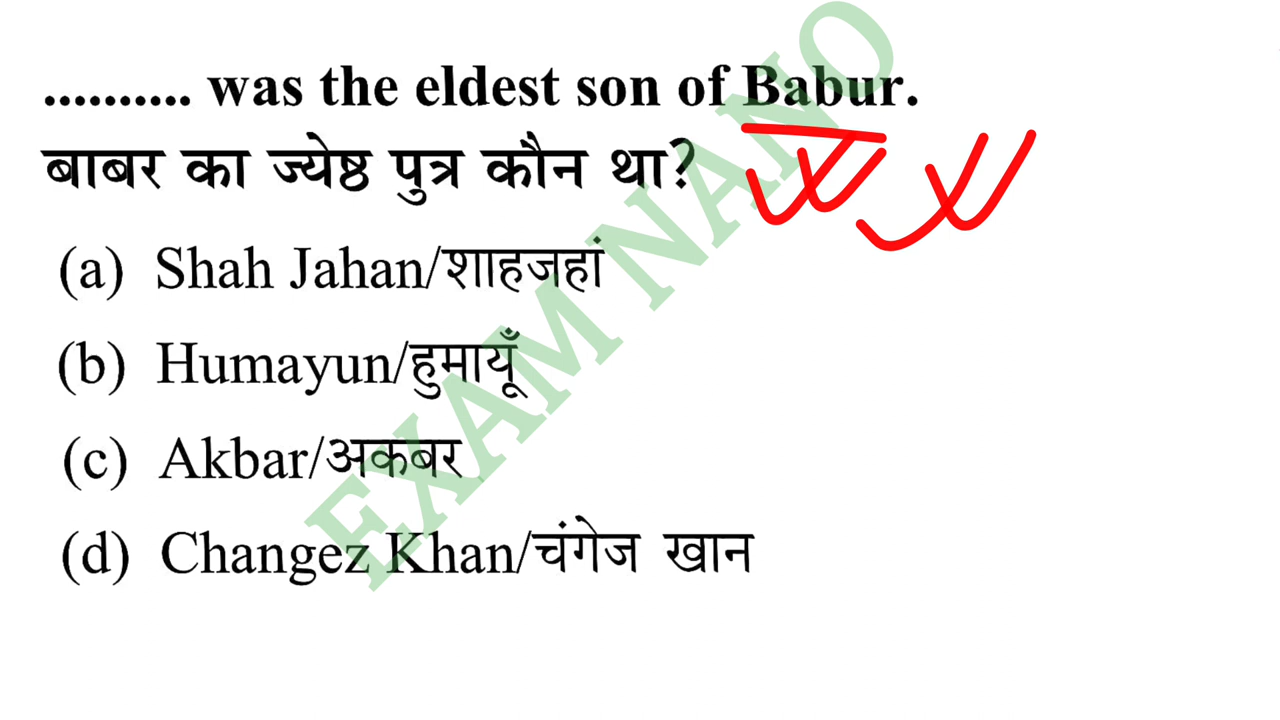 .......... was the eldest son of Babur.
बाबर का ज्येष्ठ पुत्र कौन था?
(a) Shah Jahan/शाहजहां
(b) Humayun/हुमायूँ
(c) Akbar/अकबर
(d) Changez Khan/चंगेज खान
EXAM NANO